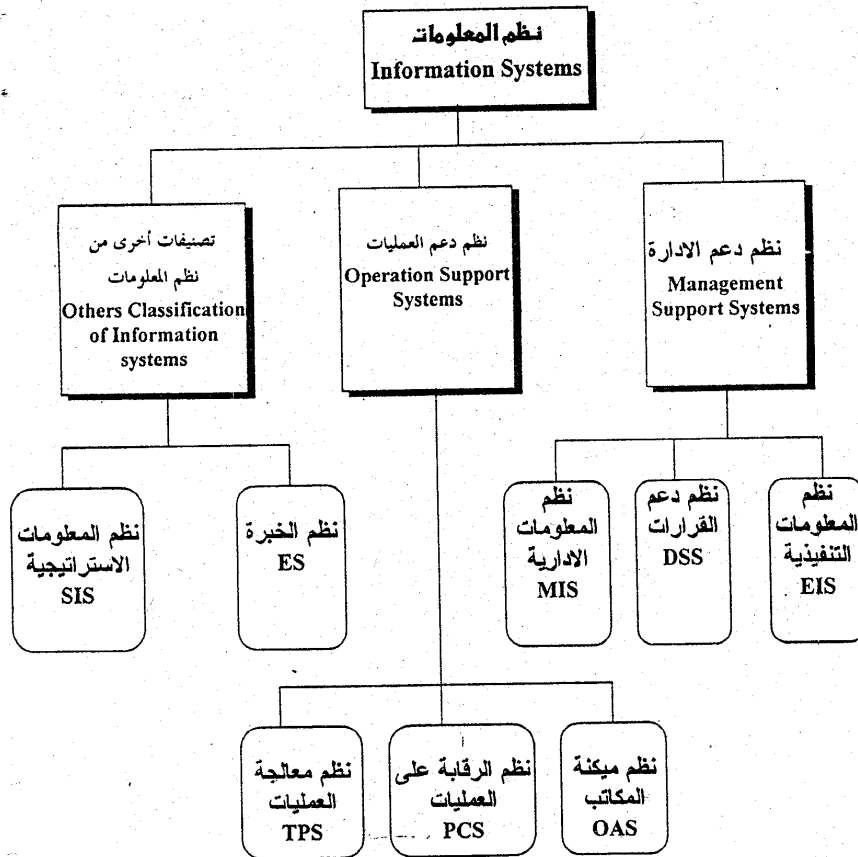 نظم المعلومات
Information Systems
نظم دعم الادارة
Management
Support Systems
نظم دعم العمليات
Operation Support
Systems
تصنيفات أخرى من
نظم المعلومات
Others Classification
of Information
systems
نظم
المعلومات
التنفيذية
EIS
نظم دعم
القرارات
DSS
نظم
المعلومات
الادارية
MIS
نظم الخبرة
ES
نظم المعلومات
الاستراتيجية
SIS
نظم ميكنة
المكاتب
OAS
نظم الرقابة على
العمليات
PCS
نظم معالجة
العمليات
TPS